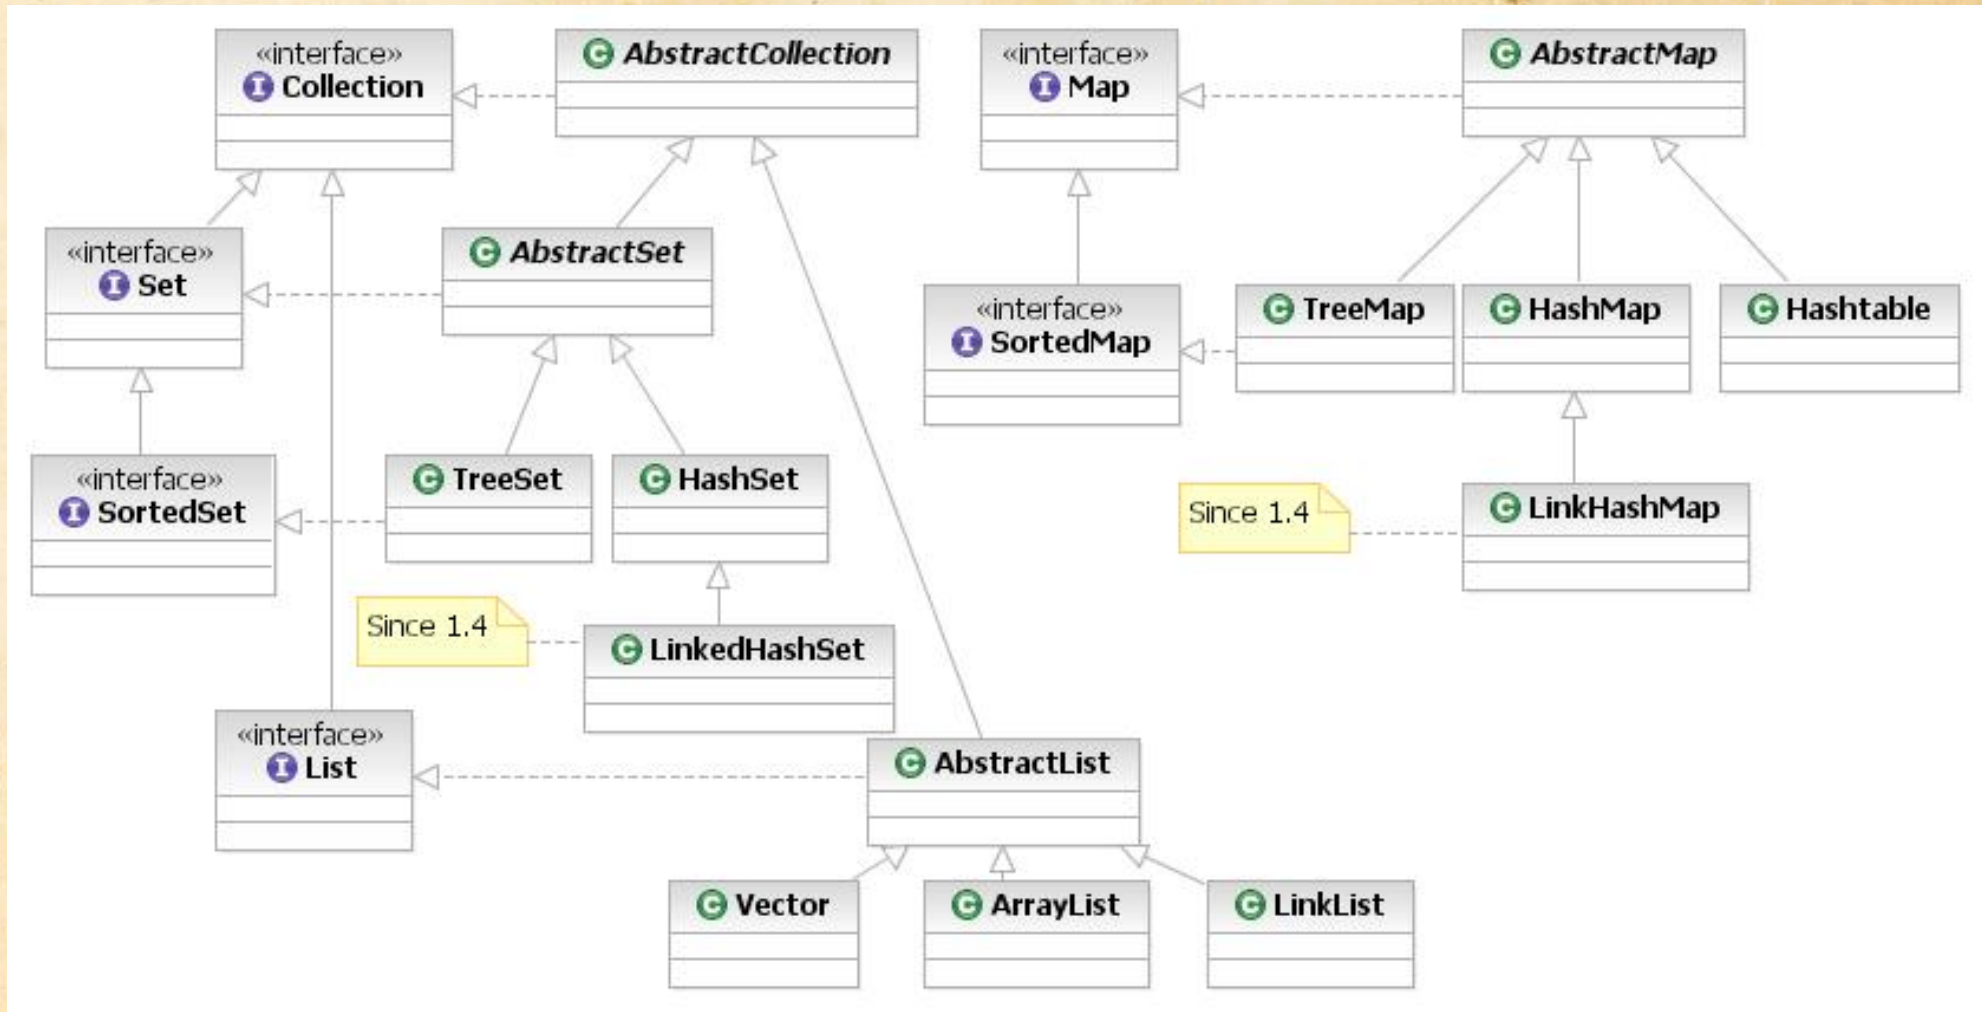 «interface»
Collection
AbstractCollection
«interface»
Map
AbstractMap
«interface»
Set
AbstractSet
«interface»
SortedMap
TreeMap
HashMap
Hashtable
«interface»
SortedSet
TreeSet
HashSet
Since 1.4
LinkHashMap
Since 1.4
LinkedHashSet
«interface»
List
AbstractList
Vector
ArrayList
LinkList